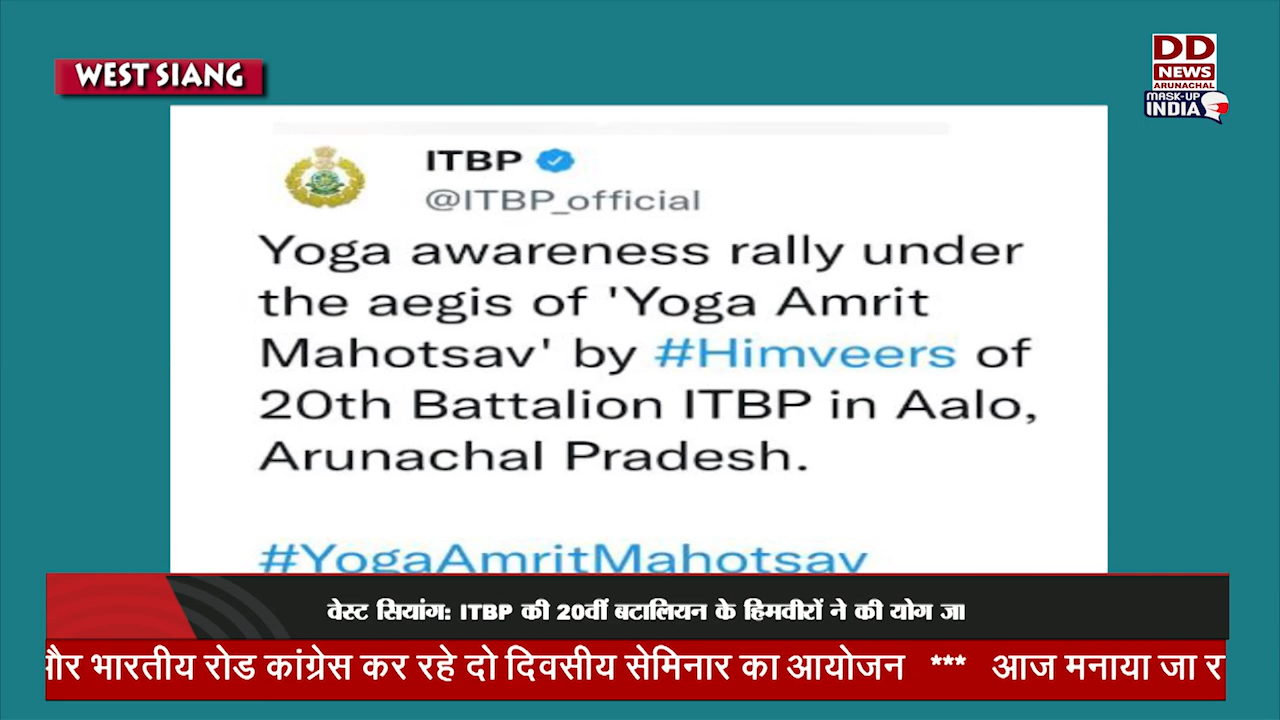 WEST SIANG
DD
NEWS
ARUNACHAL
MASK-UP
INDIA
ITBP
@ITBP_official
Yoga awareness rally under
the aegis of 'Yoga Amrit
Mahotsav' by #Himveers of
20th Battalion ITBP in Aalo,
Arunachal Pradesh.
#YogaAmritMahotsav
वेस्ट सियांग: ITBP की 20वीं बटालियन के हिमवीरों ने की योग जा
और भारतीय रोड कांग्रेस कर रहे दो दिवसीय सेमिनार का आयोजन *** आज मनाया जा र